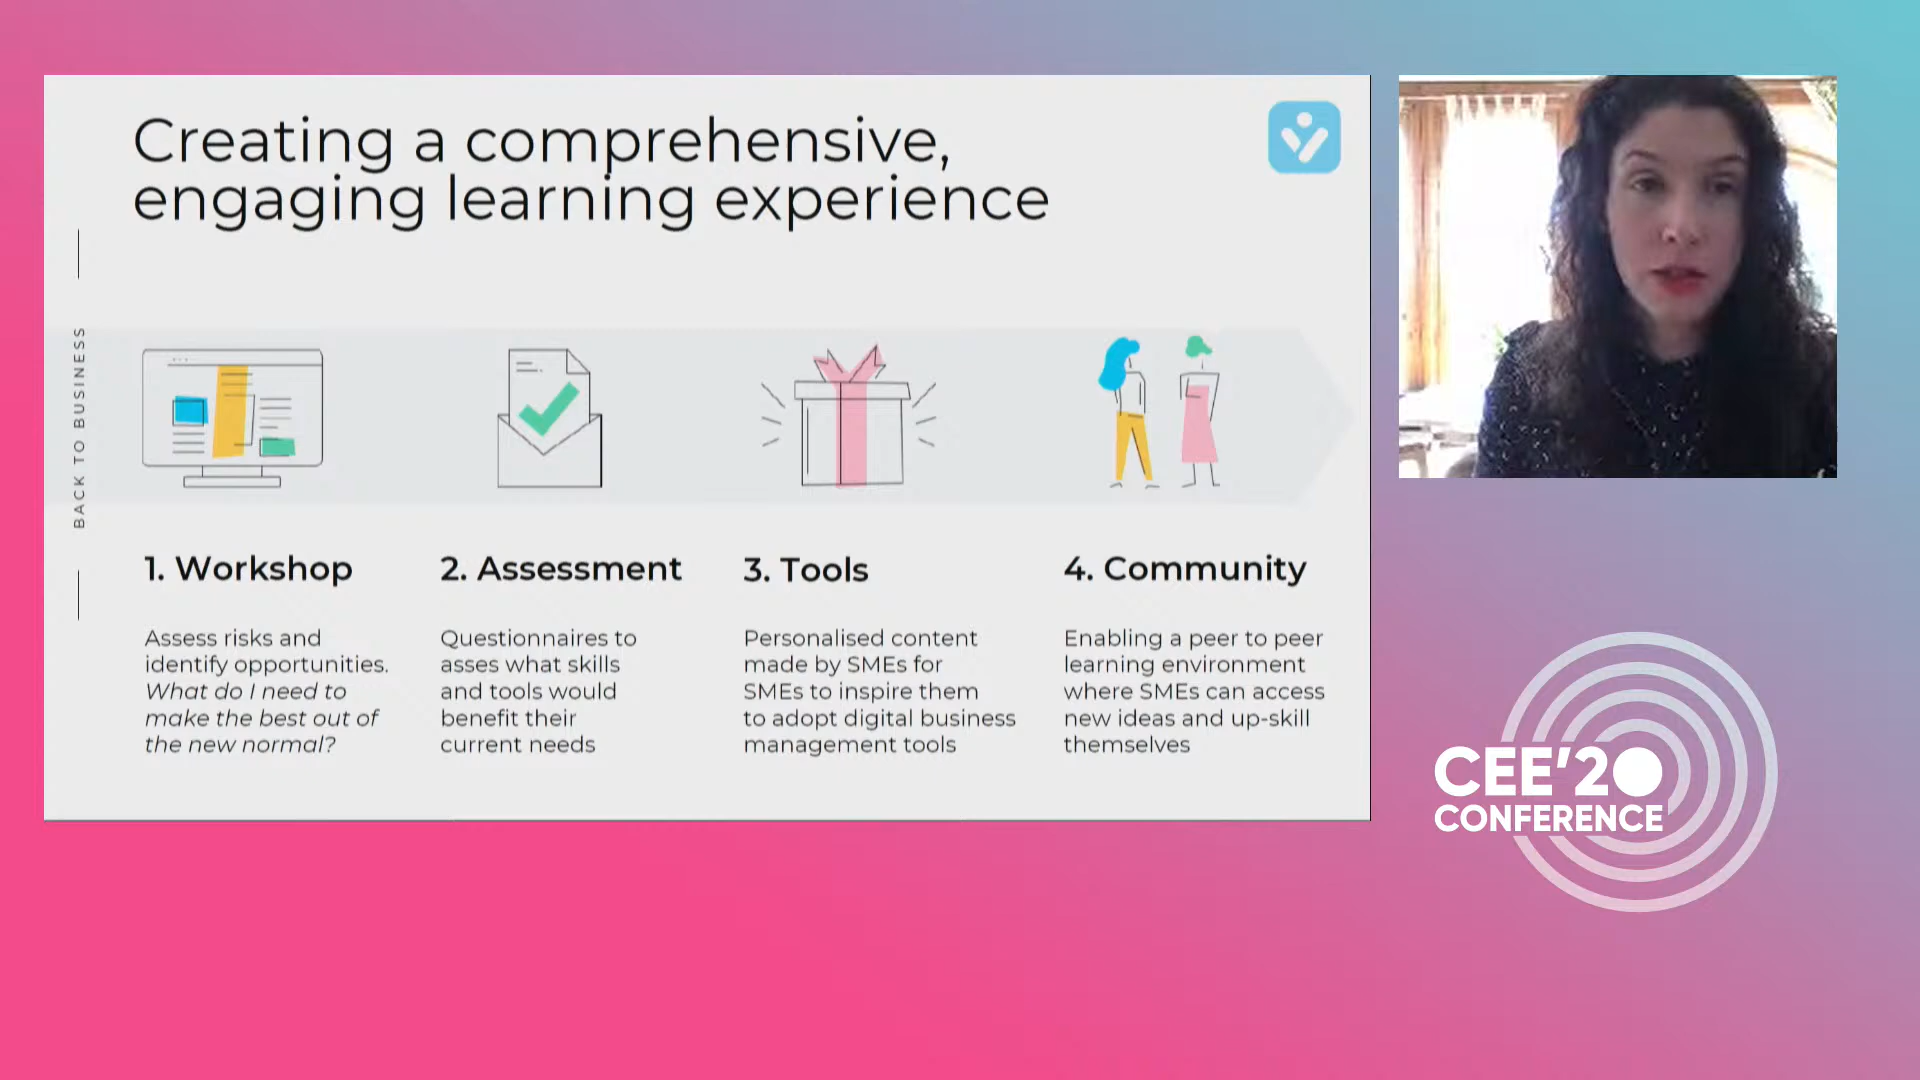 Creating a comprehensive,
engaging learning experience
BACK TO BUSINESS
1. Workshop
Assess risks and
identify opportunities.
What do I need to
make the best out of
the new normal?
2. Assessment
Questionnaires to
asses what skills
and tools would
benefit their
current needs
3. Tools
Personalised content
made by SMEs for
SMEs to inspire them
to adopt digital business
management tools
4. Community
Enabling a peer to peer
learning environment
where SMEs can access
new ideas and up-skill
themselves
CEE'20
CONFERENCE